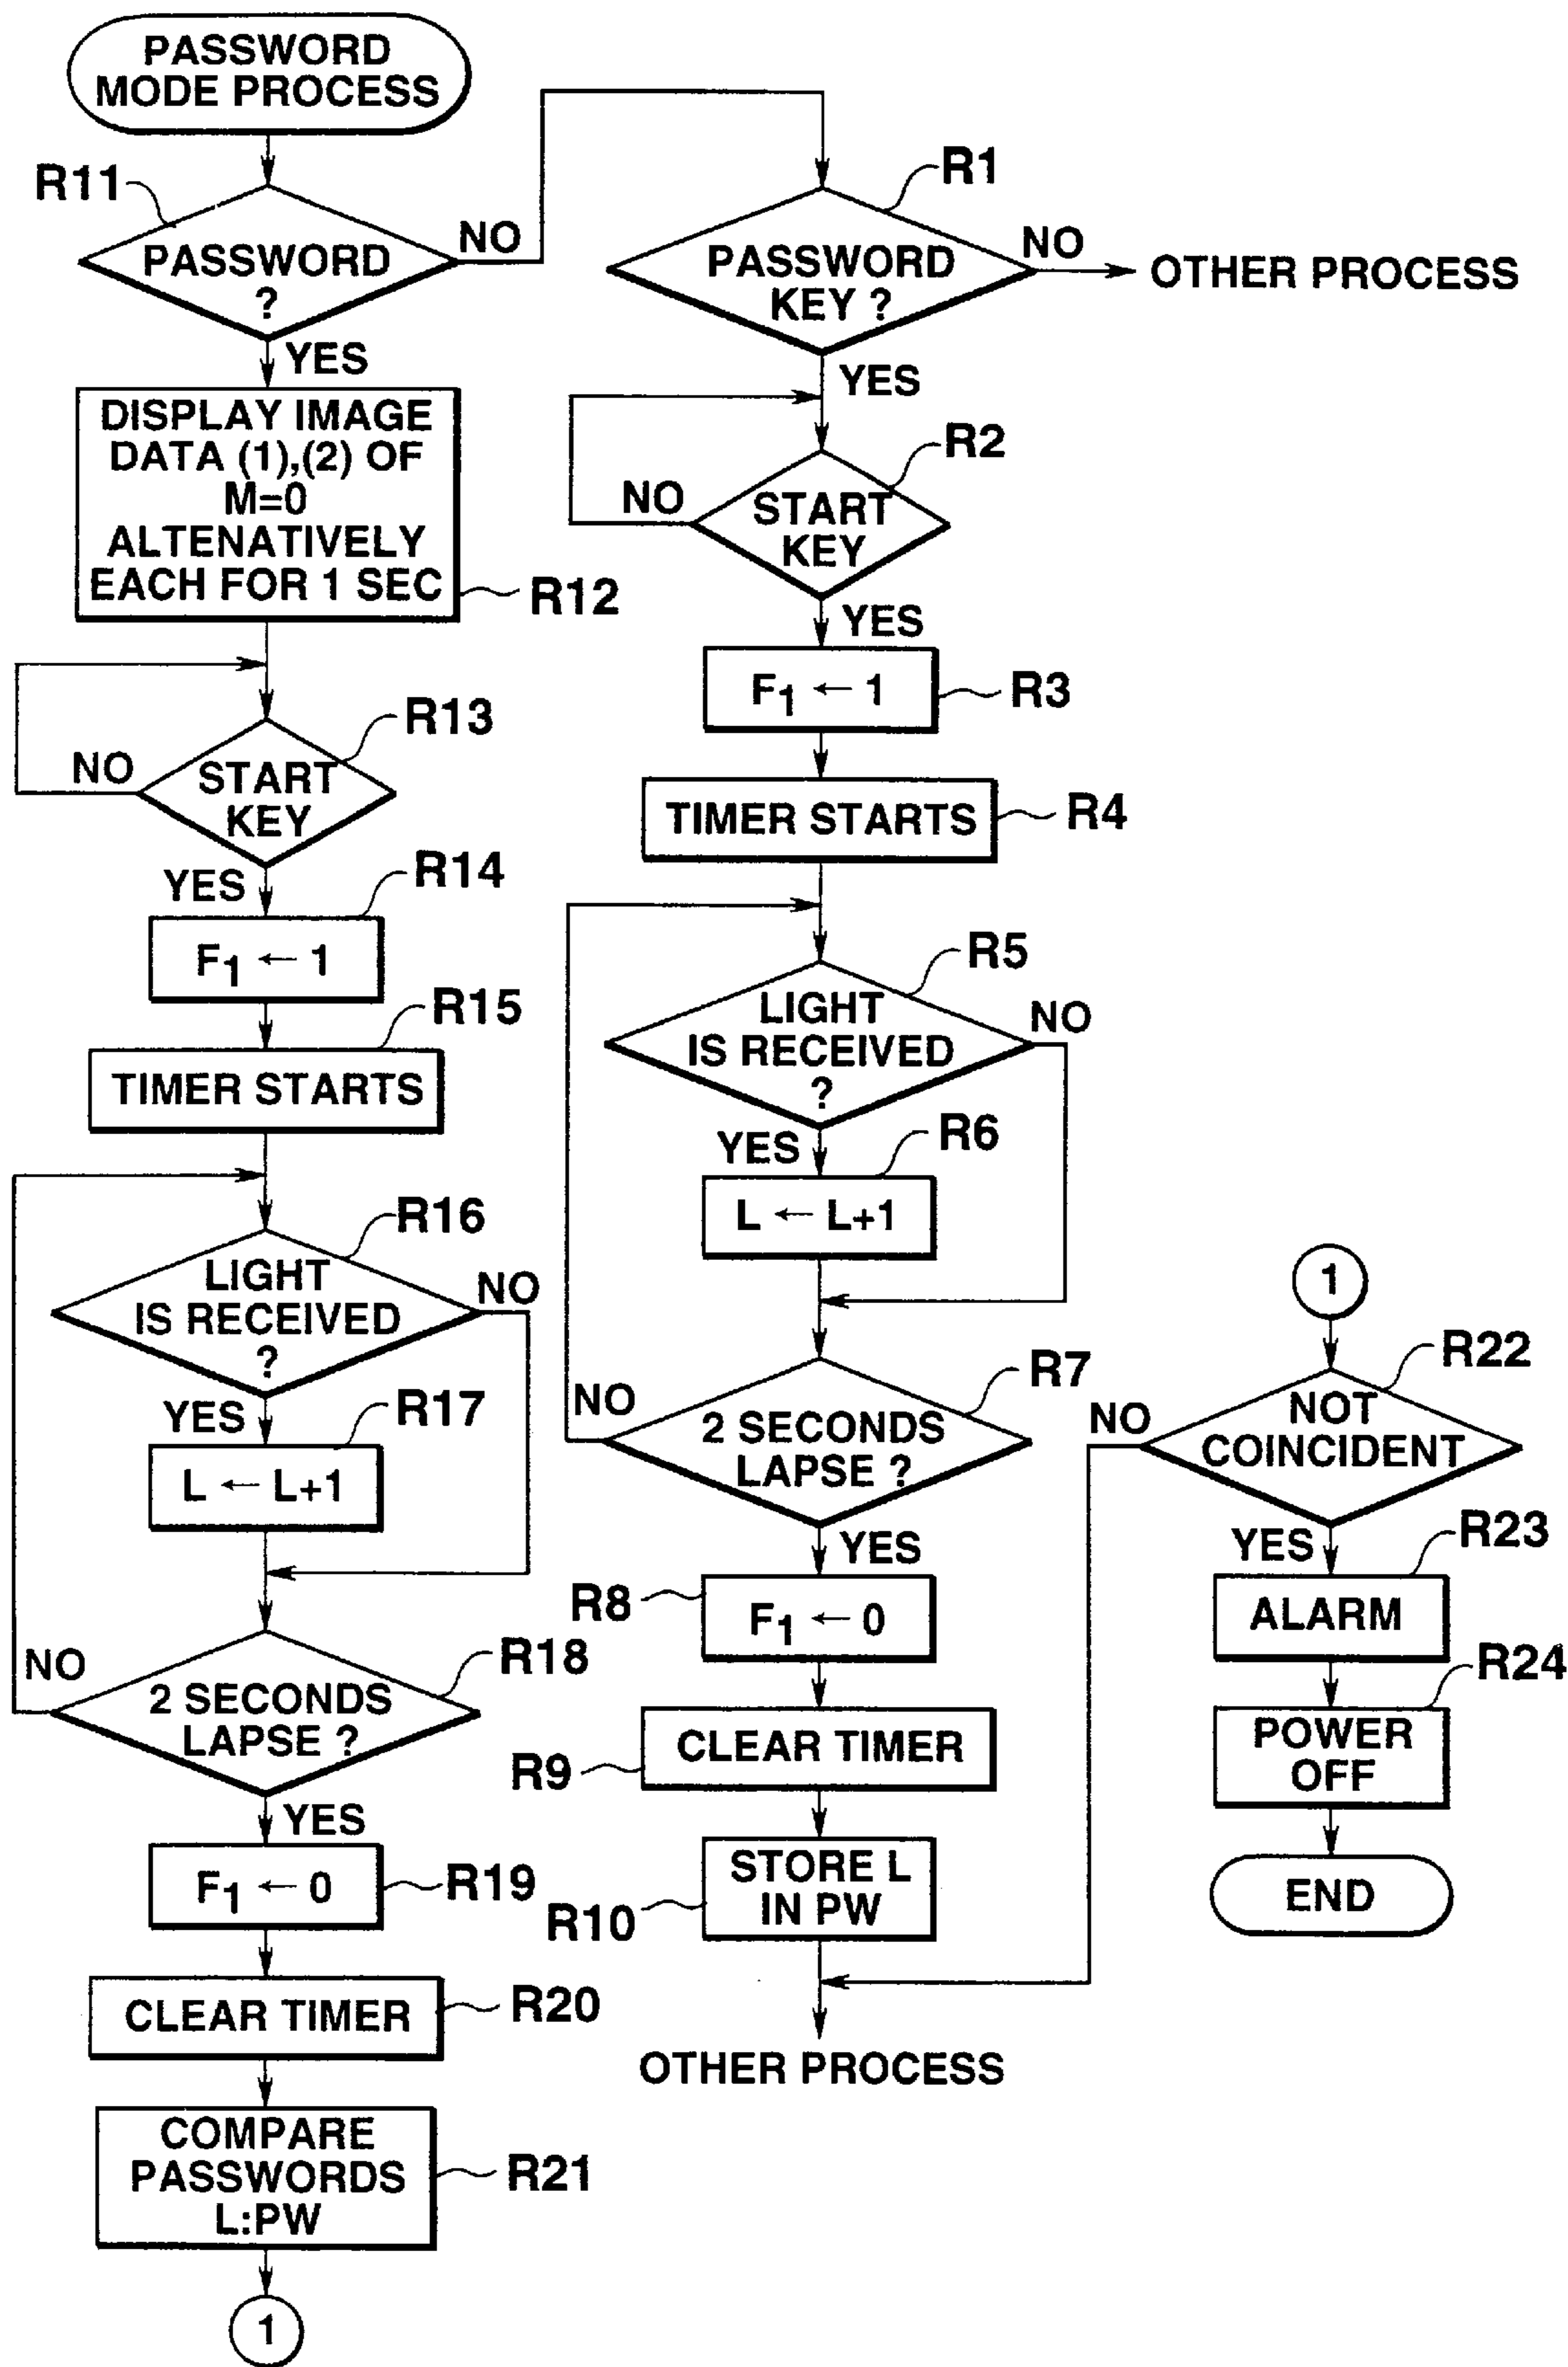 PASSWORD
MODE PROCESS
R11
PASSWORD
?
NO
YES
DISPLAY IMAGE
DATA (1),(2) OF
M=0
ALTENATIVELY
EACH FOR 1 SEC
R12
R13
START
KEY
NO
YES
R14
F1 ← 1
R15
TIMER STARTS
R16
LIGHT
IS RECEIVED
?
NO
YES
R17
L ← L+1
R18
2 SECONDS
LAPSE ?
NO
YES
F1 ← 0
R19
CLEAR TIMER
R20
COMPARE
PASSWORDS
L:PW
R21
1
R1
PASSWORD
KEY ?
NO
OTHER PROCESS
YES
R2
START
KEY
NO
YES
F1 ← 1
R3
TIMER STARTS
R4
R5
LIGHT
IS RECEIVED
?
NO
YES
R6
L ← L+1
R7
2 SECONDS
LAPSE ?
NO
YES
R8
F1 ← 0
CLEAR TIMER
R9
STORE L
IN PW
R10
OTHER PROCESS
1
R22
NOT
COINCIDENT
NO
YES
R23
ALARM
R24
POWER
OFF
END